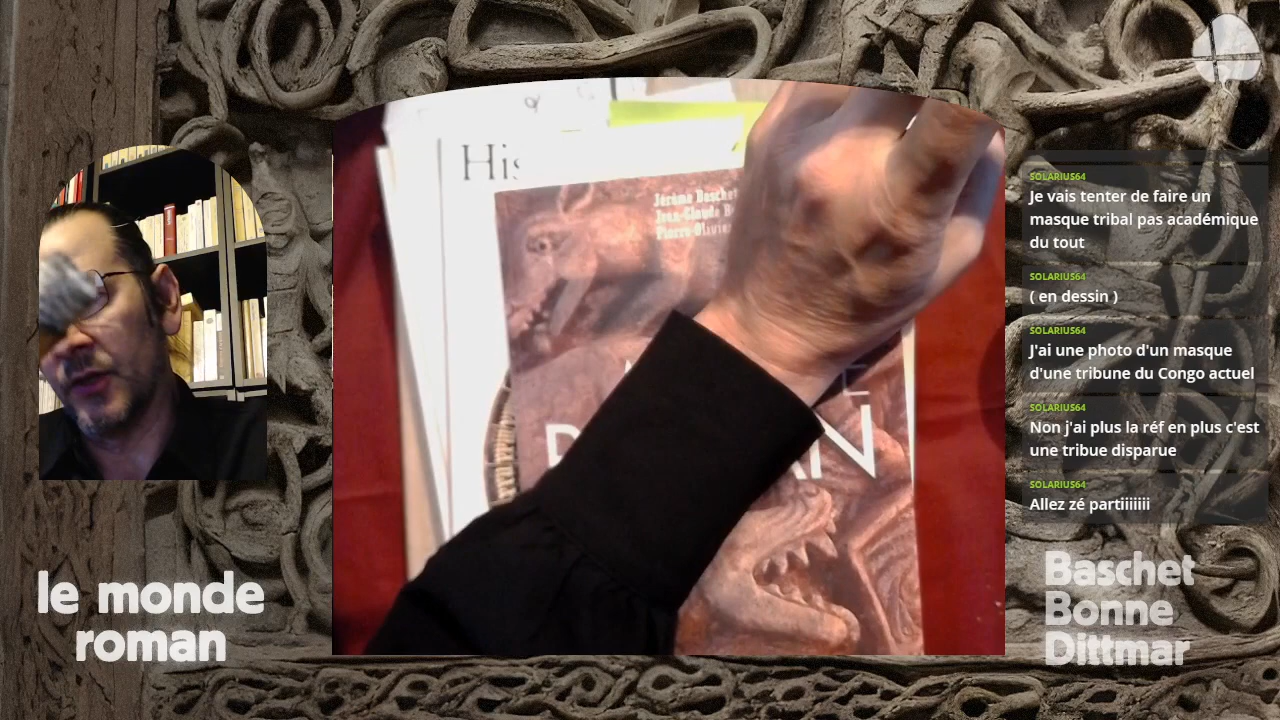 His
Jérôme Baschet
Jean-Claude B
Pierre-Olivier
le monde
roman
SOLARIUS64
Je vais tenter de faire un
masque tribal pas académique
du tout
SOLARIUS64
( en dessin )
SOLARIUS64
J'ai une photo d'un masque
d'une tribune du Congo actuel
SOLARIUS64
Non j'ai plus la réf en plus c'est
une tribue disparue
SOLARIUS64
Allez zé partiiiiiii
Baschet
Bonne
Dittmar